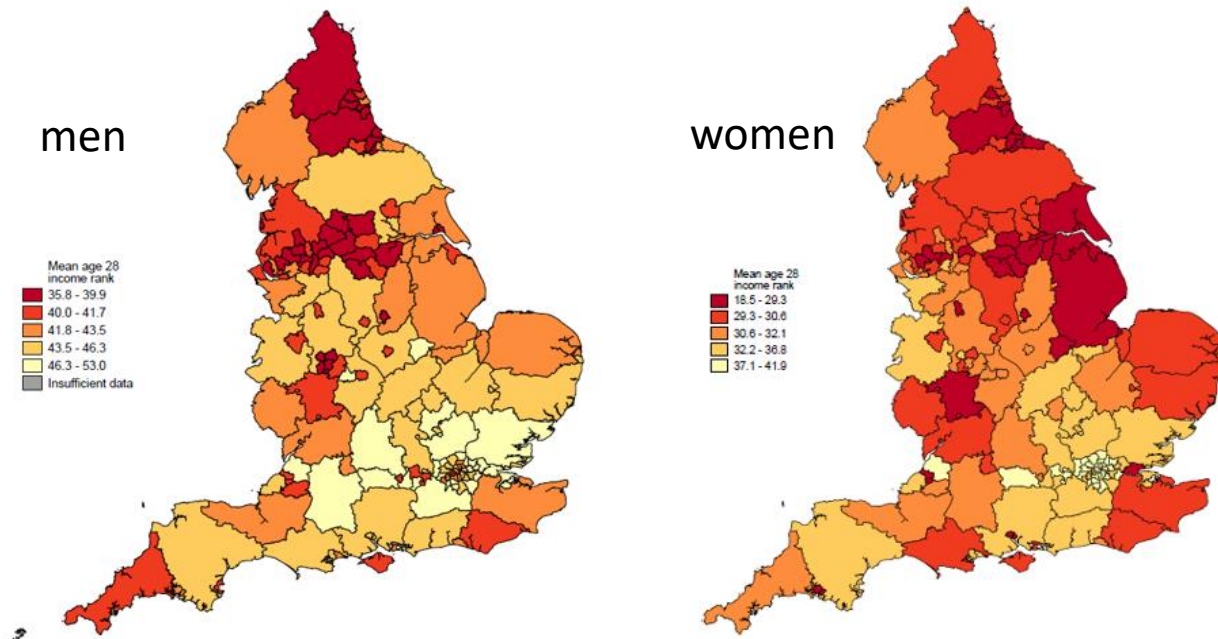 men
Mean age 28
income rank
35.8 - 39.9
40.0 - 41.7
41.8 - 43.5
43.5 - 46.3
46.3 - 53.0
Insufficient data
women
Mean age 28
income rank
18.5 - 29.3
29.3 - 30.6
30.6 - 32.1
32.2 - 36.8
37.1 - 41.9